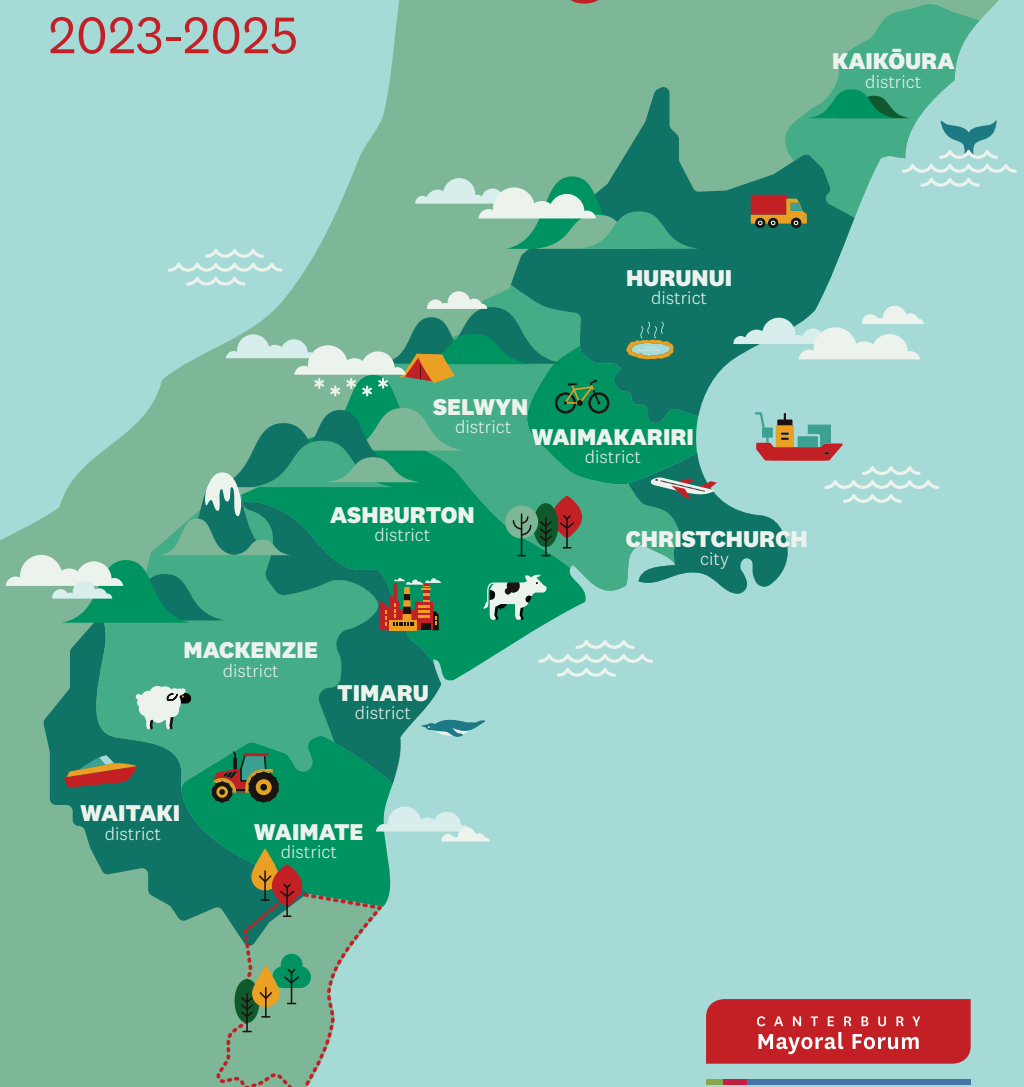 2023-2025
KAIKŌURA
district
HURUNUI
district
SELWYN
district
WAIMAKARIRI
district
ASHBURTON
district
CHRISTCHURCH
city
MACKENZIE
district
TIMARU
district
WAITAKI
district
WAIMATE
district
CANTERBURY
Mayoral Forum